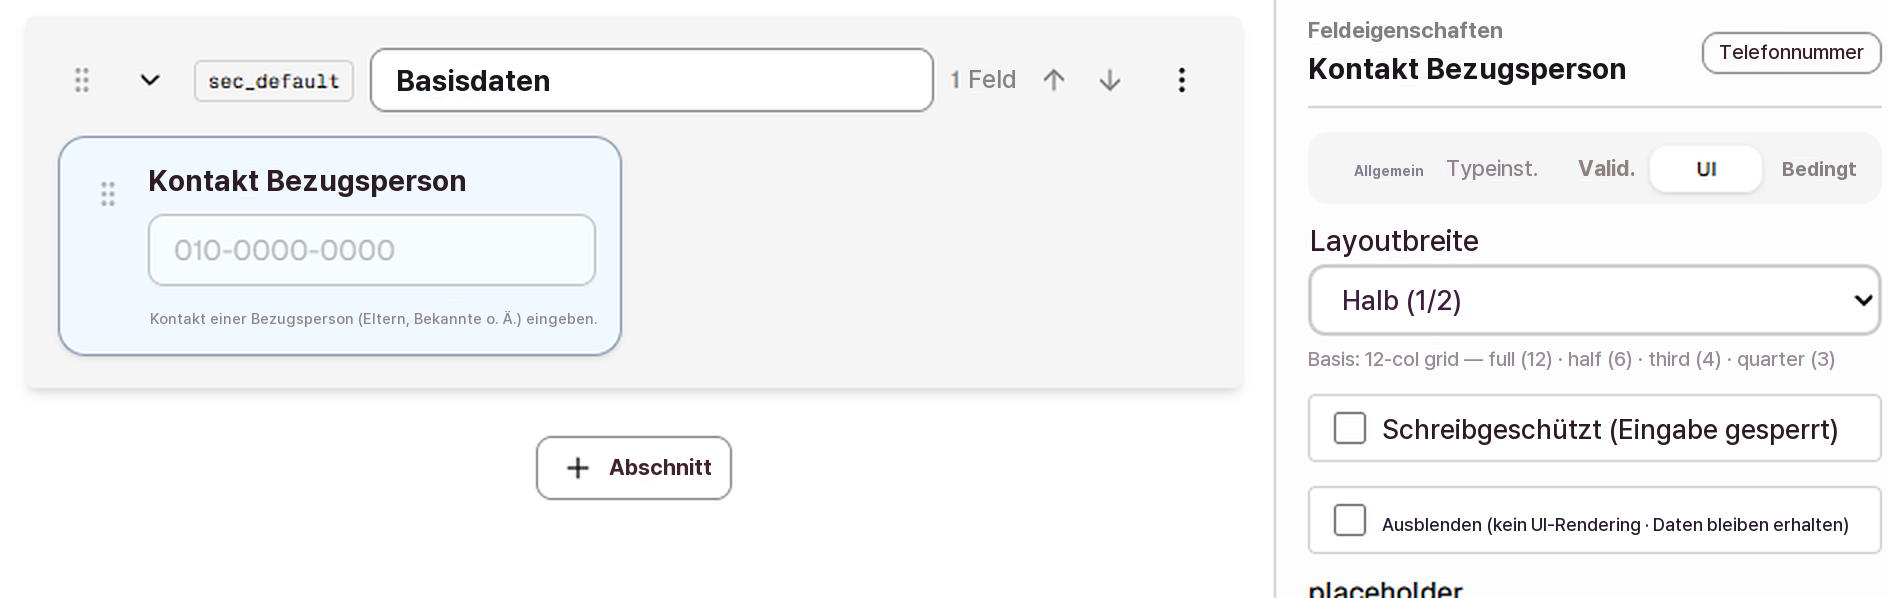 sec_default Basisdaten 1 Feld
Kontakt Bezugsperson
010-0000-0000
Kontakt einer Bezugsperson (Eltern, Bekannte o. Ä.) eingeben.
Abschnitt
Feldeigenschaften
Kontakt Bezugsperson
Telefonnummer
Allgemein Typeinst. Valid. UI Bedingt
Layoutbreite
Halb (1/2)
Basis: 12-col grid — full (12) · half (6) · third (4) · quarter (3)
Schreibgeschützt (Eingabe gesperrt)
Ausblenden (kein UI-Rendering · Daten bleiben erhalten)
placeholder